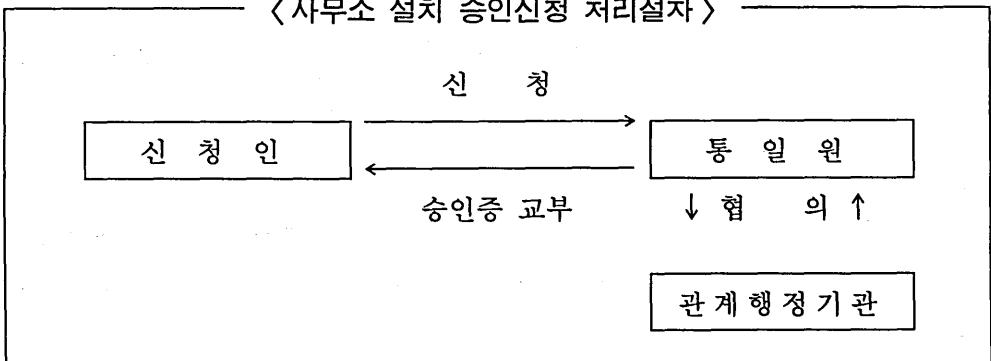 〈사무소 설치 승인신청 처리절차〉
신 청
신 청 인
통 일 원
승인증 교부
↓ 협 의 ↑
관계행정기관